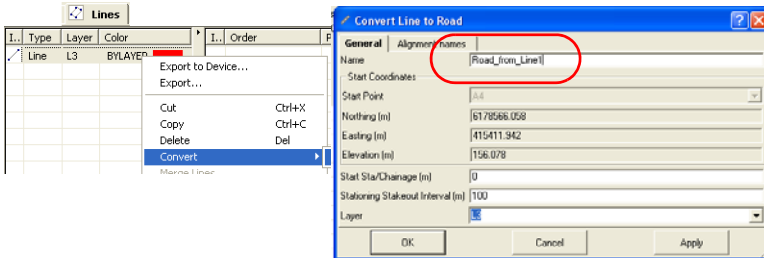 Lines
I.. Type Layer Color I.. Order P
Line L3 BYLAYER
Export to Device...
Export...
Cut Ctrl+X
Copy Ctrl+C
Delete Del
Convert
Merge Lines
Convert Line to Road
General Alignment names
Name Road_from_Line1
Start Coordinates
Start Point A4
Northing (m) 6178566.058
Easting (m) 415411.942
Elevation (m) 156.078
Start Sta/Chainage (m) 0
Stationing Stakeout Interval (m) 100
Layer L3
OK Cancel Apply